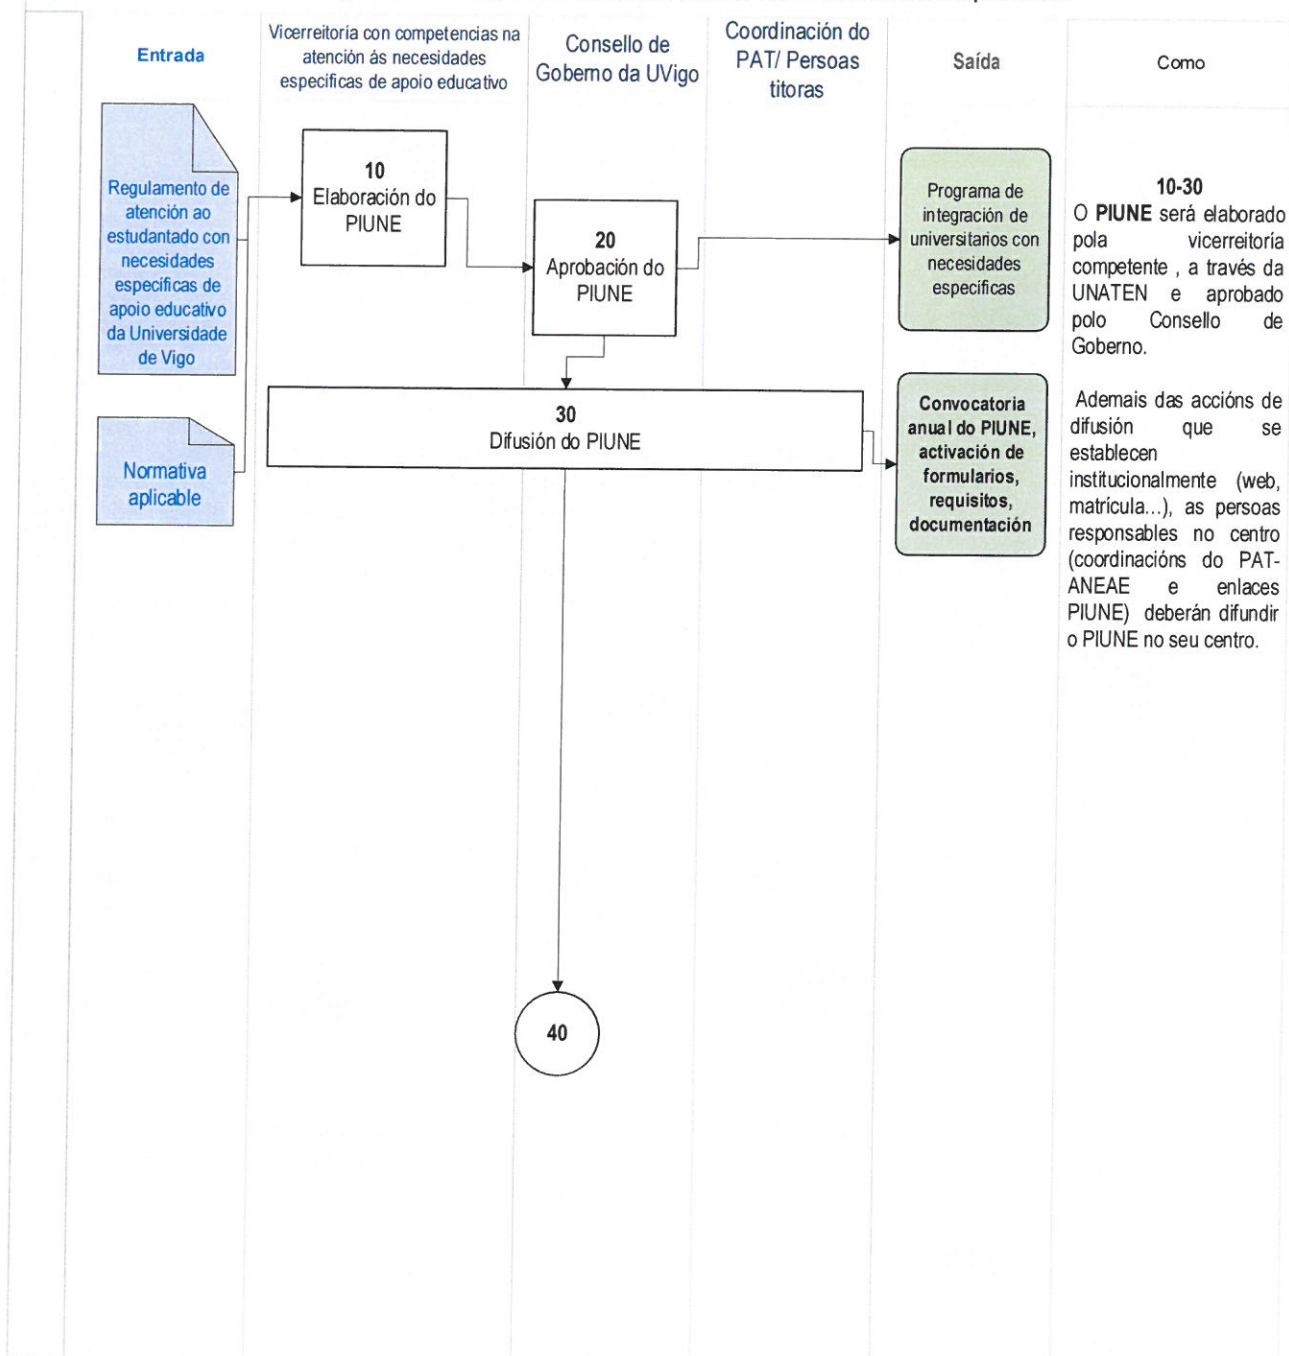 Entrada
Vicerreitoría con competencias na
atención ás necesidades
específicas de apoio educativo
Consello de
Goberno da UVigo
Coordinación do
PAT/ Persoas
titoras
Saída
Como
Regulamento de
atención ao
estudantado con
necesidades
específicas de
apoio educativo
da Universidade
de Vigo
Normativa
aplicable
10
Elaboración do
PIUNE
20
Aprobación do
PIUNE
30
Difusión do PIUNE
40
Programa de
integración de
universitarios con
necesidades
específicas
Convocatoria
anual do PIUNE,
activación de
formularios,
requisitos,
documentación
10-30
O PIUNE será elaborado
pola vicerreitoría
competente , a través da
UNATEN e aprobado
polo Consello de
Goberno.
Ademais das accións de
difusión que se
establecen
institucionalmente (web,
matrícula...), as persoas
responsables no centro
(coordinacións do PAT-
ANEAE e enlaces
PIUNE) deberán difundir
o PIUNE no seu centro.